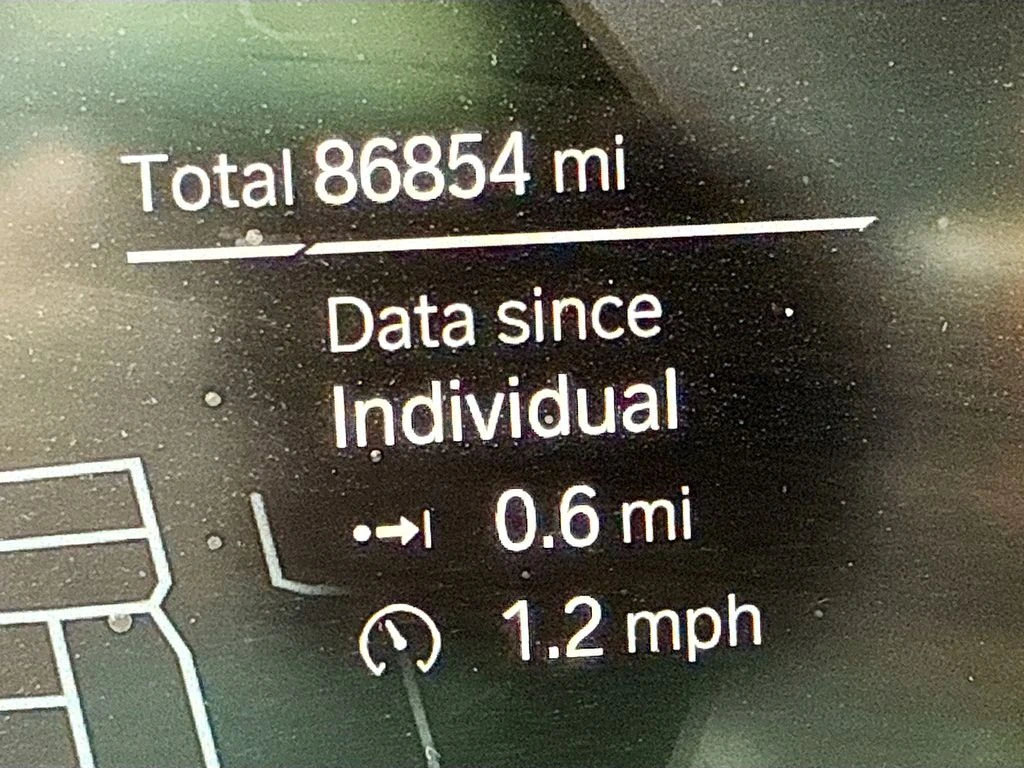 Total 86854 mi
Data since
Individual
0.6 mi
1.2 mph